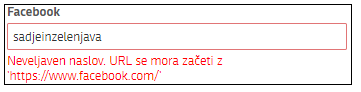 Facebook
sadjeinzelenjava
Neveljaven naslov. URL se mora začeti z
'https://www.facebook.com/'